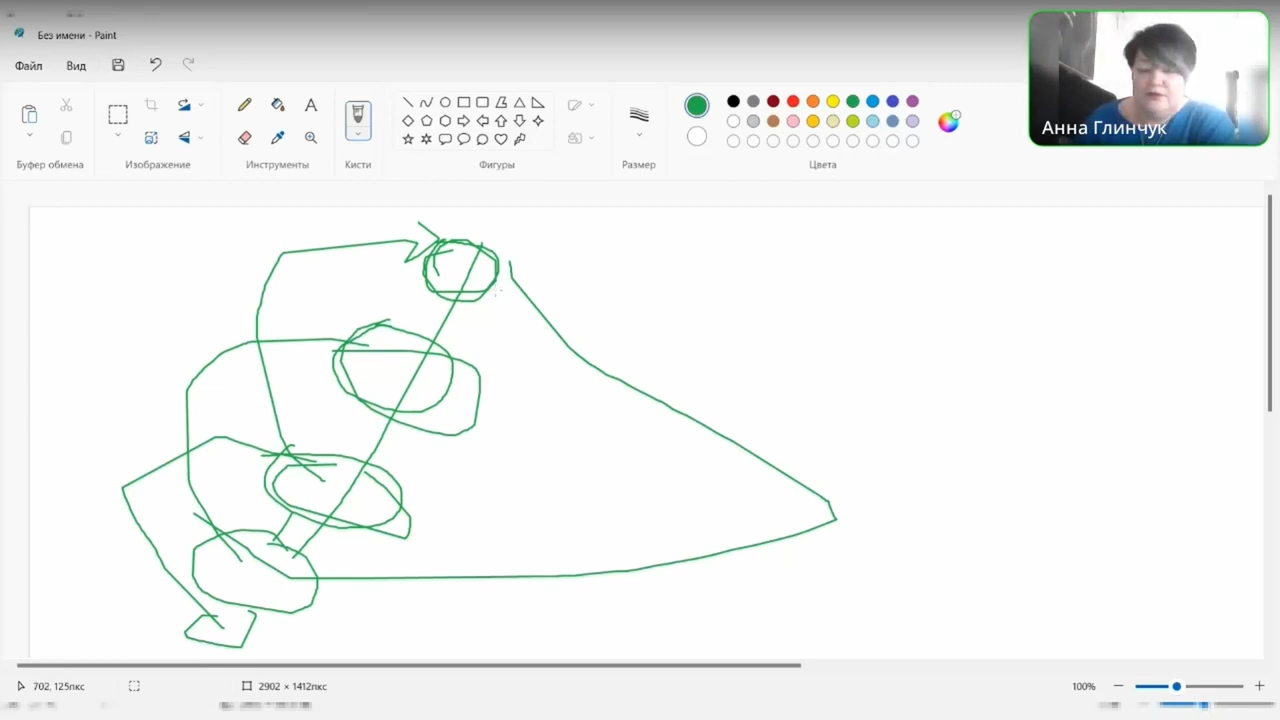 Без имени - Paint
Файл Вид
Буфер обмена Изображение Инструменты Кисти Фигуры Размер Цвета
Анна Глинчук
702, 125пкс 2902 × 1412пкс 100%